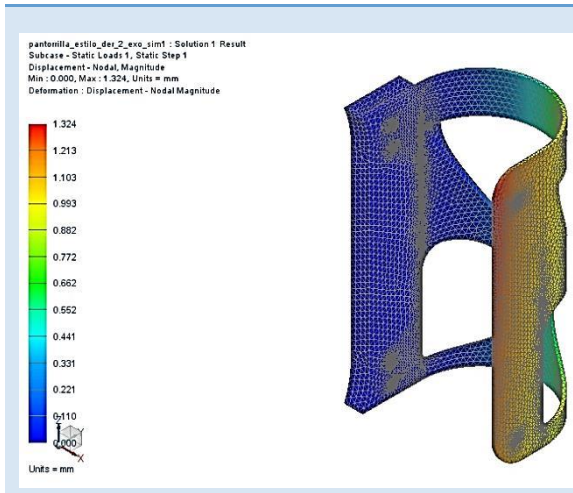 pantorrilla_estilo_der_2_exo_sim1 : Solution 1 Result
Subcase - Static Loads 1, Static Step 1
Displacement - Nodal, Magnitude
Min : 0.000, Max : 1.324, Units = mm
Deformation : Displacement - Nodal Magnitude
1.324
1.213
1.103
0.993
0.882
0.772
0.662
0.552
0.441
0.331
0.221
0.110
0.000
Y
X
Units = mm